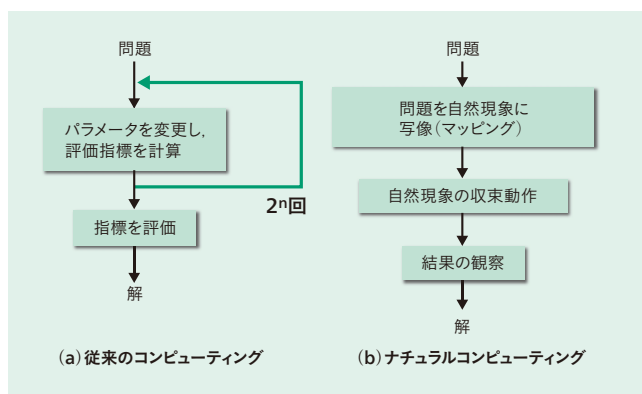 問題
パラメータを変更し,
評価指標を計算
2ⁿ回
指標を評価
解
(a)従来のコンピューティング
問題
問題を自然現象に
写像(マッピング)
自然現象の収束動作
結果の観察
解
(b)ナチュラルコンピューティング